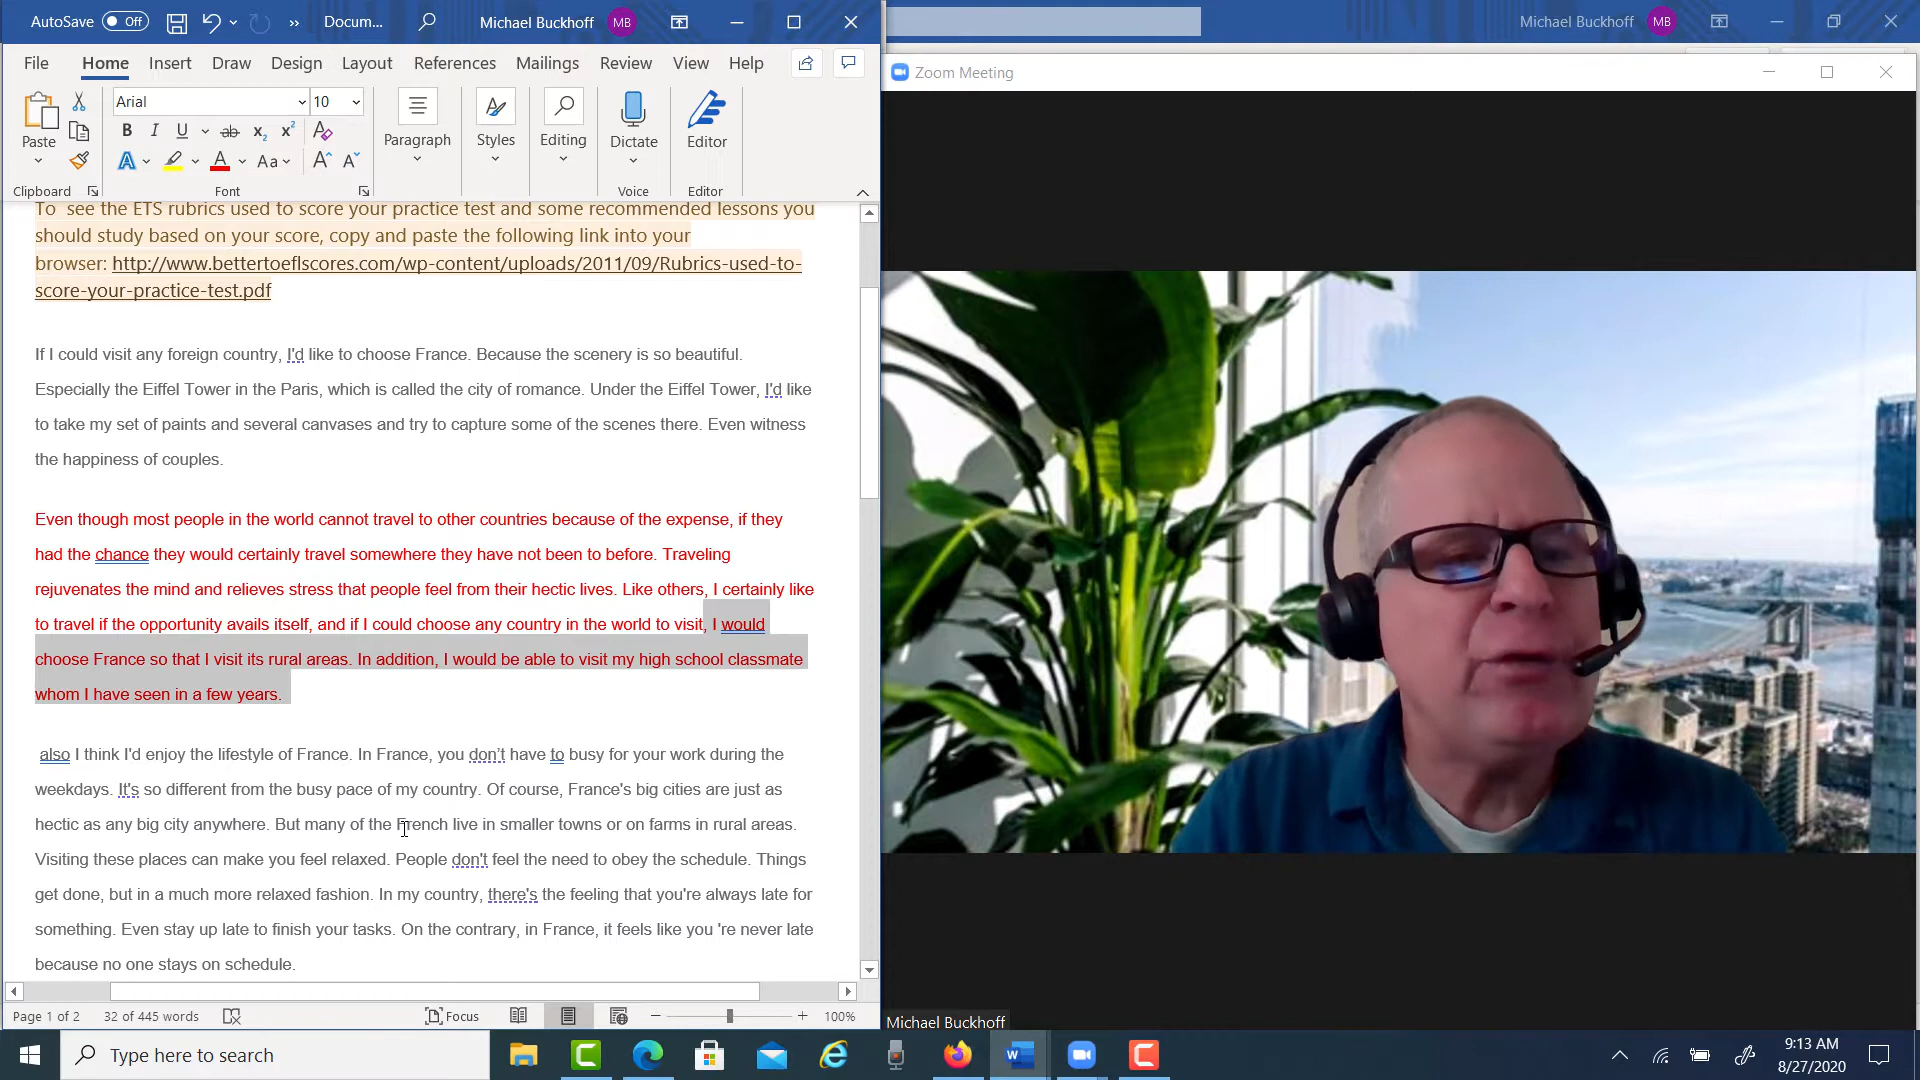 AutoSave Off » Docum... Michael Buckhoff MB
Michael Buckhoff MB
File Home Insert Draw Design Layout References Mailings Review View Help
Zoom Meeting
Arial 10
Paste Paragraph Styles Editing Dictate Editor
Clipboard Font Voice Editor
To see the ETS rubrics used to score your practice test and some recommended lessons you
should study based on your score, copy and paste the following link into your
browser: http://www.bettertoeflscores.com/wp-content/uploads/2011/09/Rubrics-used-to-
score-your-practice-test.pdf
If I could visit any foreign country, I'd like to choose France. Because the scenery is so beautiful.
Especially the Eiffel Tower in the Paris, which is called the city of romance. Under the Eiffel Tower, I'd like
to take my set of paints and several canvases and try to capture some of the scenes there. Even witness
the happiness of couples.
Even though most people in the world cannot travel to other countries because of the expense, if they
had the chance they would certainly travel somewhere they have not been to before. Traveling
rejuvenates the mind and relieves stress that people feel from their hectic lives. Like others, I certainly like
to travel if the opportunity avails itself, and if I could choose any country in the world to visit, I would
choose France so that I visit its rural areas. In addition, I would be able to visit my high school classmate
whom I have seen in a few years.
also I think I'd enjoy the lifestyle of France. In France, you don’t have to busy for your work during the
weekdays. It's so different from the busy pace of my country. Of course, France's big cities are just as
hectic as any big city anywhere. But many of the French live in smaller towns or on farms in rural areas.
Visiting these places can make you feel relaxed. People don't feel the need to obey the schedule. Things
get done, but in a much more relaxed fashion. In my country, there's the feeling that you're always late for
something. Even stay up late to finish your tasks. On the contrary, in France, it feels like you 're never late
because no one stays on schedule.
Page 1 of 2 32 of 445 words Focus 100%
Michael Buckhoff
Type here to search
9:13 AM
8/27/2020